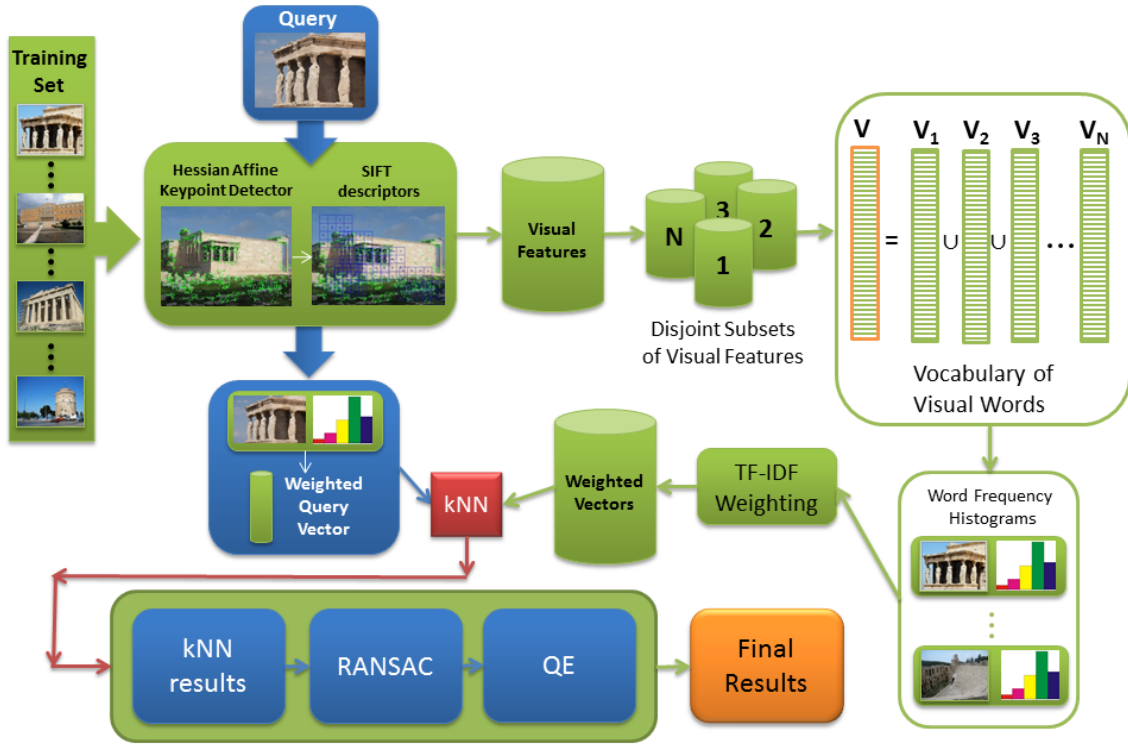 Query
Training
Set
Hessian Affine
Keypoint Detector
SIFT
descriptors
Visual
Features
N
3
2
1
Disjoint Subsets
of Visual Features
V V₁ V₂ V₃ V_N
= ∪ ∪ ...
Vocabulary of
Visual Words
Weighted
Query
Vector
kNN
Weighted
Vectors
TF-IDF
Weighting
Word Frequency
Histograms
kNN
results
RANSAC
QE
Final
Results